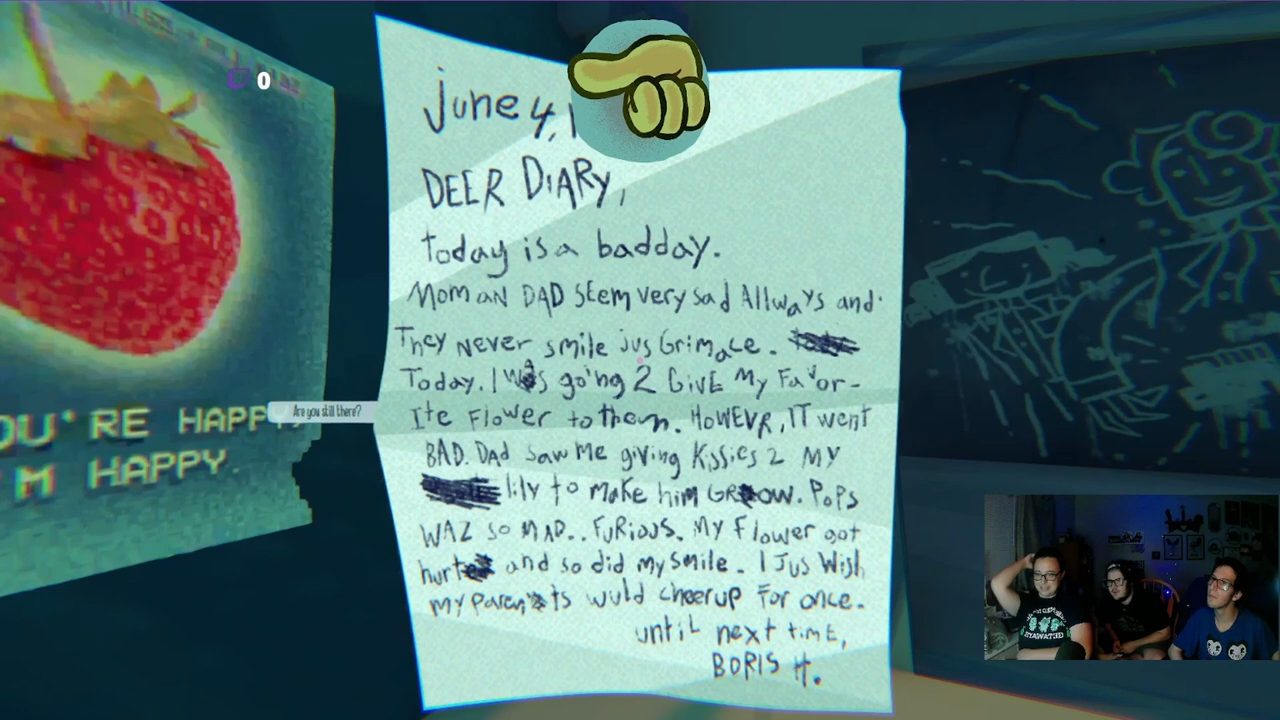 0
June 4, 1
DEER DiARy,
today is a badday.
Mom aN DAD Seem very sad Allways and
They NEVER smile jus Grimace.
Today. I Was going 2 GivE My Favor-
Ite Flower to them. HowEVR, IT went
BAD. Dad saw me giving Kissies 2 MY
lily to make him GRow. POPS
WAZ SO MAD.. FURiOUS. My Flower got
hurt and so did my smile. I Jus Wish
my Parents wuld cheerup For once.
until next timE,
BORIS H.
OU'RE HAPPY,
'M HAPPY.
Are you still there?